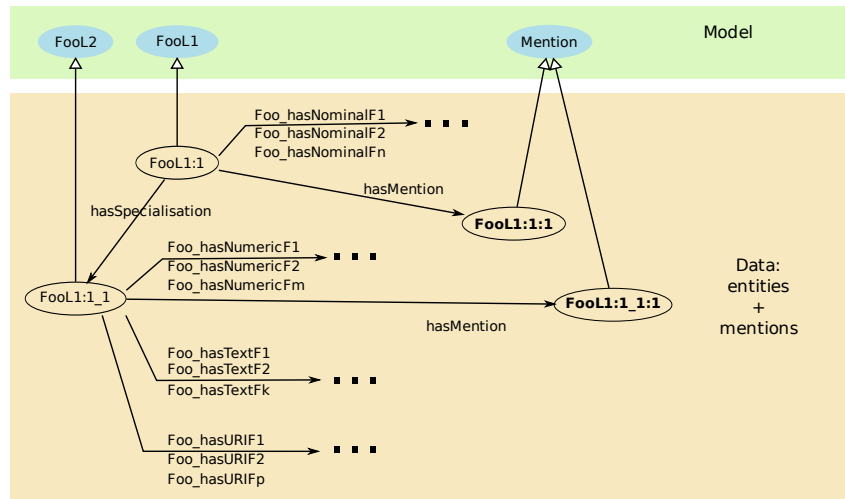 FooL2
FooL1
Mention
Model
Foo_hasNominalF1
Foo_hasNominalF2
Foo_hasNominalFn
FooL1:1
hasMention
hasSpecialisation
FooL1:1:1
Foo_hasNumericF1
Foo_hasNumericF2
Foo_hasNumericFm
FooL1:1_1
FooL1:1_1:1
Data:
entities
+
mentions
hasMention
Foo_hasTextF1
Foo_hasTextF2
Foo_hasTextFk
Foo_hasURIF1
Foo_hasURIF2
Foo_hasURIFp